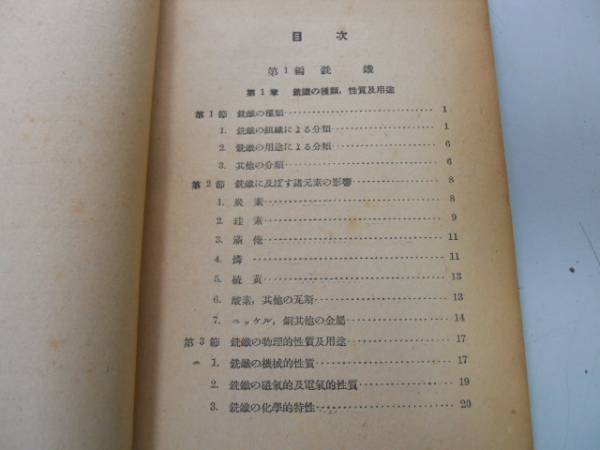 目次
第1編 銑鐵
第1章 銑鐵の種類，性質及用途
第1節 銑鐵の種類 1
1. 銑鐵の組織による分類 1
2. 銑鐵の用途による分類 6
3. 其他の分類 6
第2節 銑鐵に及ぼす諸元素の影響 8
1. 炭素 8
2. 珪素 9
3. 滿俺 11
4. 燐 11
5. 硫黄 13
6. 酸素，其他の瓦斯 13
7. ニッケル，銅其他の金屬 14
第3節 銑鐵の物理的性質及用途 17
1. 銑鐵の機械的性質 17
2. 銑鐵の磁氣的及電氣的性質 19
3. 銑鐵の化學的特性 20